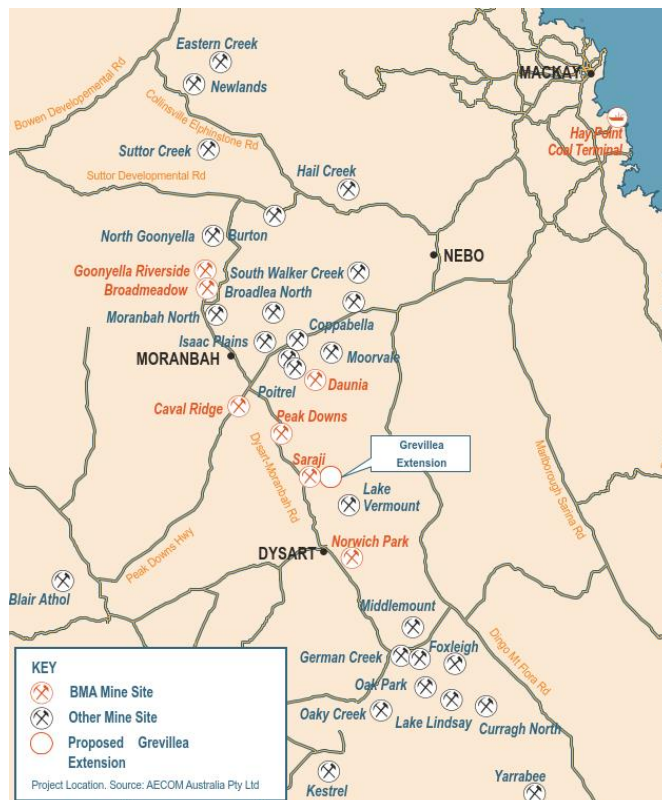 Eastern Creek
MACKAY
Newlands
Bowen Developemental Rd
Collinsville Elphinstone Rd
Hay Point
Coal Terminal
Suttor Creek
Hail Creek
Suttor Developmental Rd
North Goonyella
Burton
NEBO
Goonyella Riverside
South Walker Creek
Broadmeadow
Broadlea North
Moranbah North
Coppabella
Isaac Plains
MORANBAH
Moorvale
Poitrel
Daunia
Caval Ridge
Peak Downs
Grevillea
Extension
Saraji
Dysart-Moranbah Rd
Marlborough Sarina Rd
Lake
Vermount
Peak Downs Hwy
DYSART
Norwich Park
Blair Athol
Middlemount
German Creek
Foxleigh
Dingo Mt Flora Rd
Oak Park
Oaky Creek
Lake Lindsay
Curragh North
KEY
BMA Mine Site
Other Mine Site
Proposed Grevillea
Extension
Project Location. Source: AECOM Australia Pty Ltd
Kestrel
Yarrabee